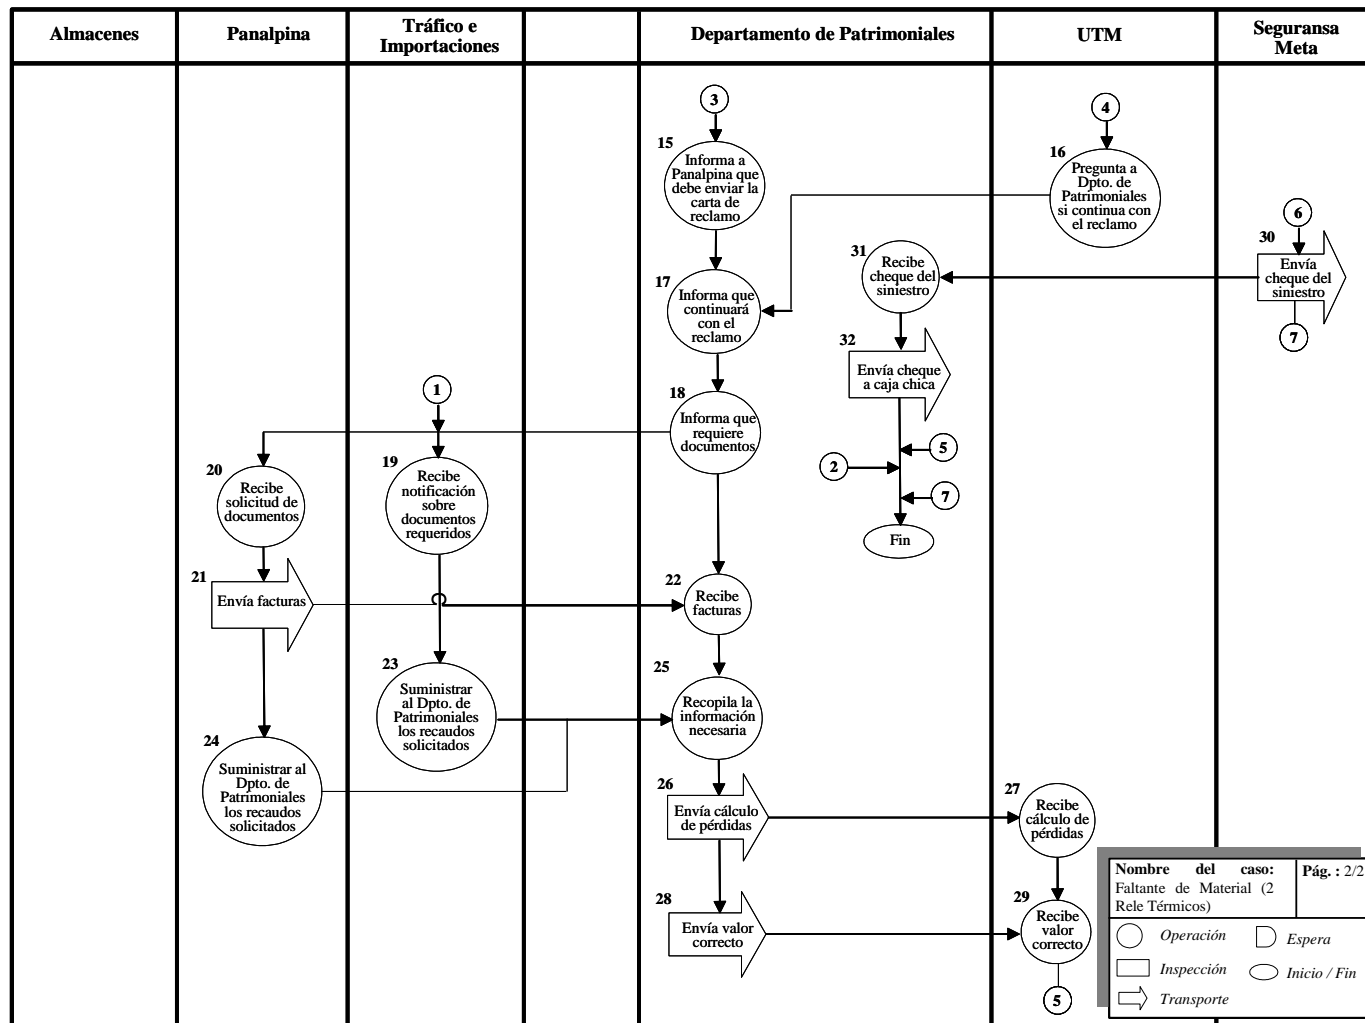 Almacenes
Panalpina
Tráfico e
Importaciones
Departamento de Patrimoniales
UTM
Seguransa
Meta
3
4
15
Informa a
Panalpina que
debe enviar la
carta de
reclamo
16
Pregunta a
Dpto. de
Patrimoniales
si continua con
el reclamo
6
30
Envía
cheque del
siniestro
7
31
Recibe
cheque del
siniestro
17
Informa que
continuará
con el
reclamo
32
Envía cheque
a caja chica
1
18
Informa que
requiere
documentos
5
2
7
Fin
20
Recibe
solicitud de
documentos
19
Recibe
notificación
sobre
documentos
requeridos
21
Envía facturas
22
Recibe
facturas
23
Suministrar
al Dpto. de
Patrimoniales
los recaudos
solicitados
25
Recopila la
información
necesaria
24
Suministrar al
Dpto. de
Patrimoniales
los recaudos
solicitados
26
Envía cálculo
de pérdidas
27
Recibe
cálculo de
pérdidas
28
Envía valor
correcto
29
Recibe
valor
correcto
5
Nombre del caso:
Faltante de Material (2
Rele Térmicos)
Pág. : 2/2
Operación
Espera
Inspección
Inicio / Fin
Transporte